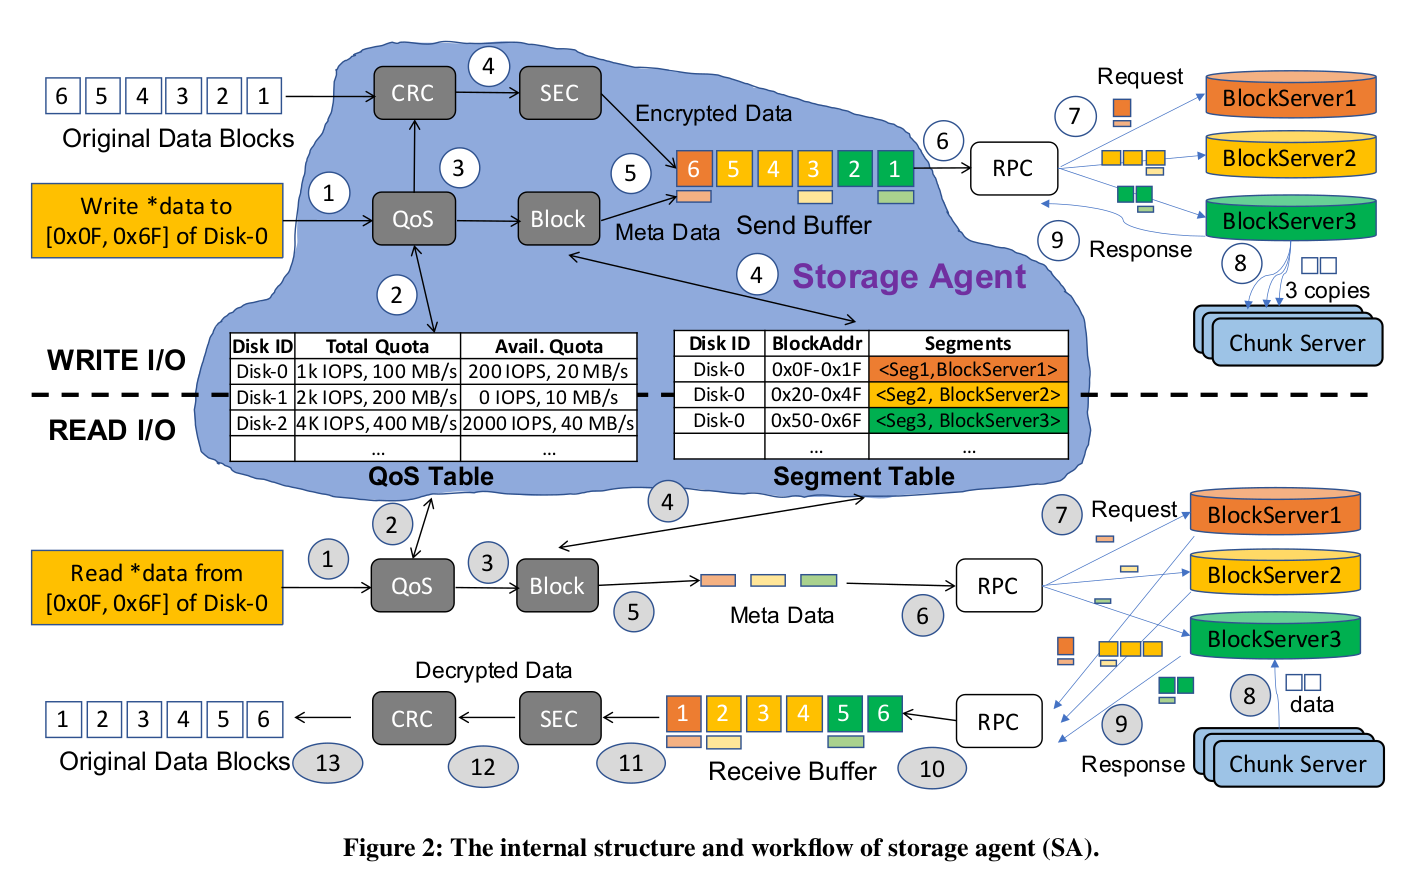 6 5 4 3 2 1
Original Data Blocks
CRC
4
SEC
Encrypted Data
Write *data to
[0x0F, 0x6F] of Disk-0
1
QoS
3
Block
5
Meta Data
6 5 4 3 2 1
Send Buffer
6
RPC
7
Request
BlockServer1
BlockServer2
BlockServer3
9
Response
8
3 copies
Chunk Server
2
4
Storage Agent
WRITE I/O
READ I/O
Disk ID Total Quota Avail. Quota
Disk-0 1k IOPS, 100 MB/s 200 IOPS, 20 MB/s
Disk-1 2k IOPS, 200 MB/s 0 IOPS, 10 MB/s
Disk-2 4K IOPS, 400 MB/s 2000 IOPS, 40 MB/s
... ...
QoS Table
Disk ID BlockAddr Segments
Disk-0 0x0F-0x1F <Seg1,BlockServer1>
Disk-0 0x20-0x4F <Seg2, BlockServer2>
Disk-0 0x50-0x6F <Seg3, BlockServer3>
... ...
Segment Table
Read *data from
[0x0F, 0x6F] of Disk-0
1
2
QoS
3
Block
4
5
Meta Data
6
RPC
7
Request
BlockServer1
BlockServer2
BlockServer3
8
data
Chunk Server
9
Response
RPC
10
1 2 3 4 5 6
Receive Buffer
11
SEC
Decrypted Data
12
CRC
13
1 2 3 4 5 6
Original Data Blocks
Figure 2: The internal structure and workflow of storage agent (SA).